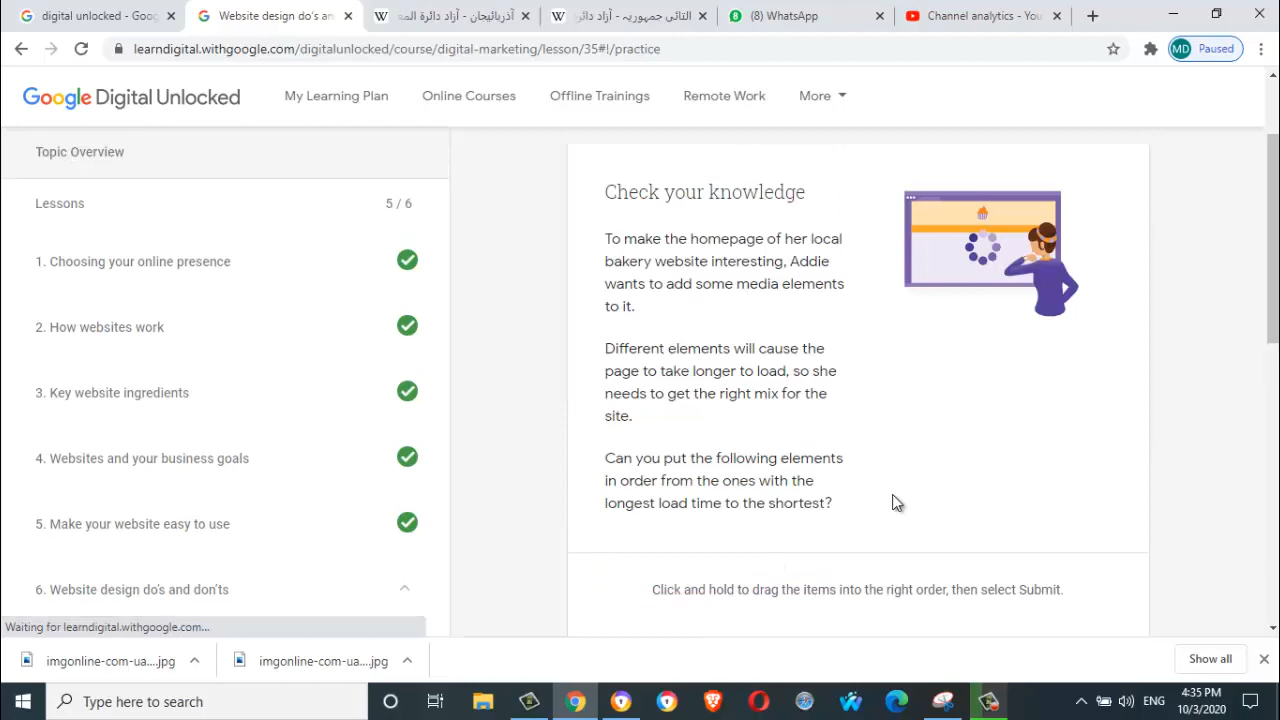 digital unlocked - Goog
Website design do's an
آذربائیجان - آزاد دائرۃ المع
التائی جمہوریہ - آزاد دائرۃ
(8) WhatsApp
Channel analytics - You
learndigital.withgoogle.com/digitalunlocked/course/digital-marketing/lesson/35#!/practice
MD Paused
Google Digital Unlocked
My Learning Plan
Online Courses
Offline Trainings
Remote Work
More
Topic Overview
Lessons 5 / 6
1. Choosing your online presence
2. How websites work
3. Key website ingredients
4. Websites and your business goals
5. Make your website easy to use
6. Website design do's and don'ts
Check your knowledge
To make the homepage of her local
bakery website interesting, Addie
wants to add some media elements
to it.
Different elements will cause the
page to take longer to load, so she
needs to get the right mix for the
site.
Can you put the following elements
in order from the ones with the
longest load time to the shortest?
Click and hold to drag the items into the right order, then select Submit.
Waiting for learndigital.withgoogle.com...
imgonline-com-ua....jpg
imgonline-com-ua....jpg
Show all
Type here to search
ENG
4:35 PM
10/3/2020